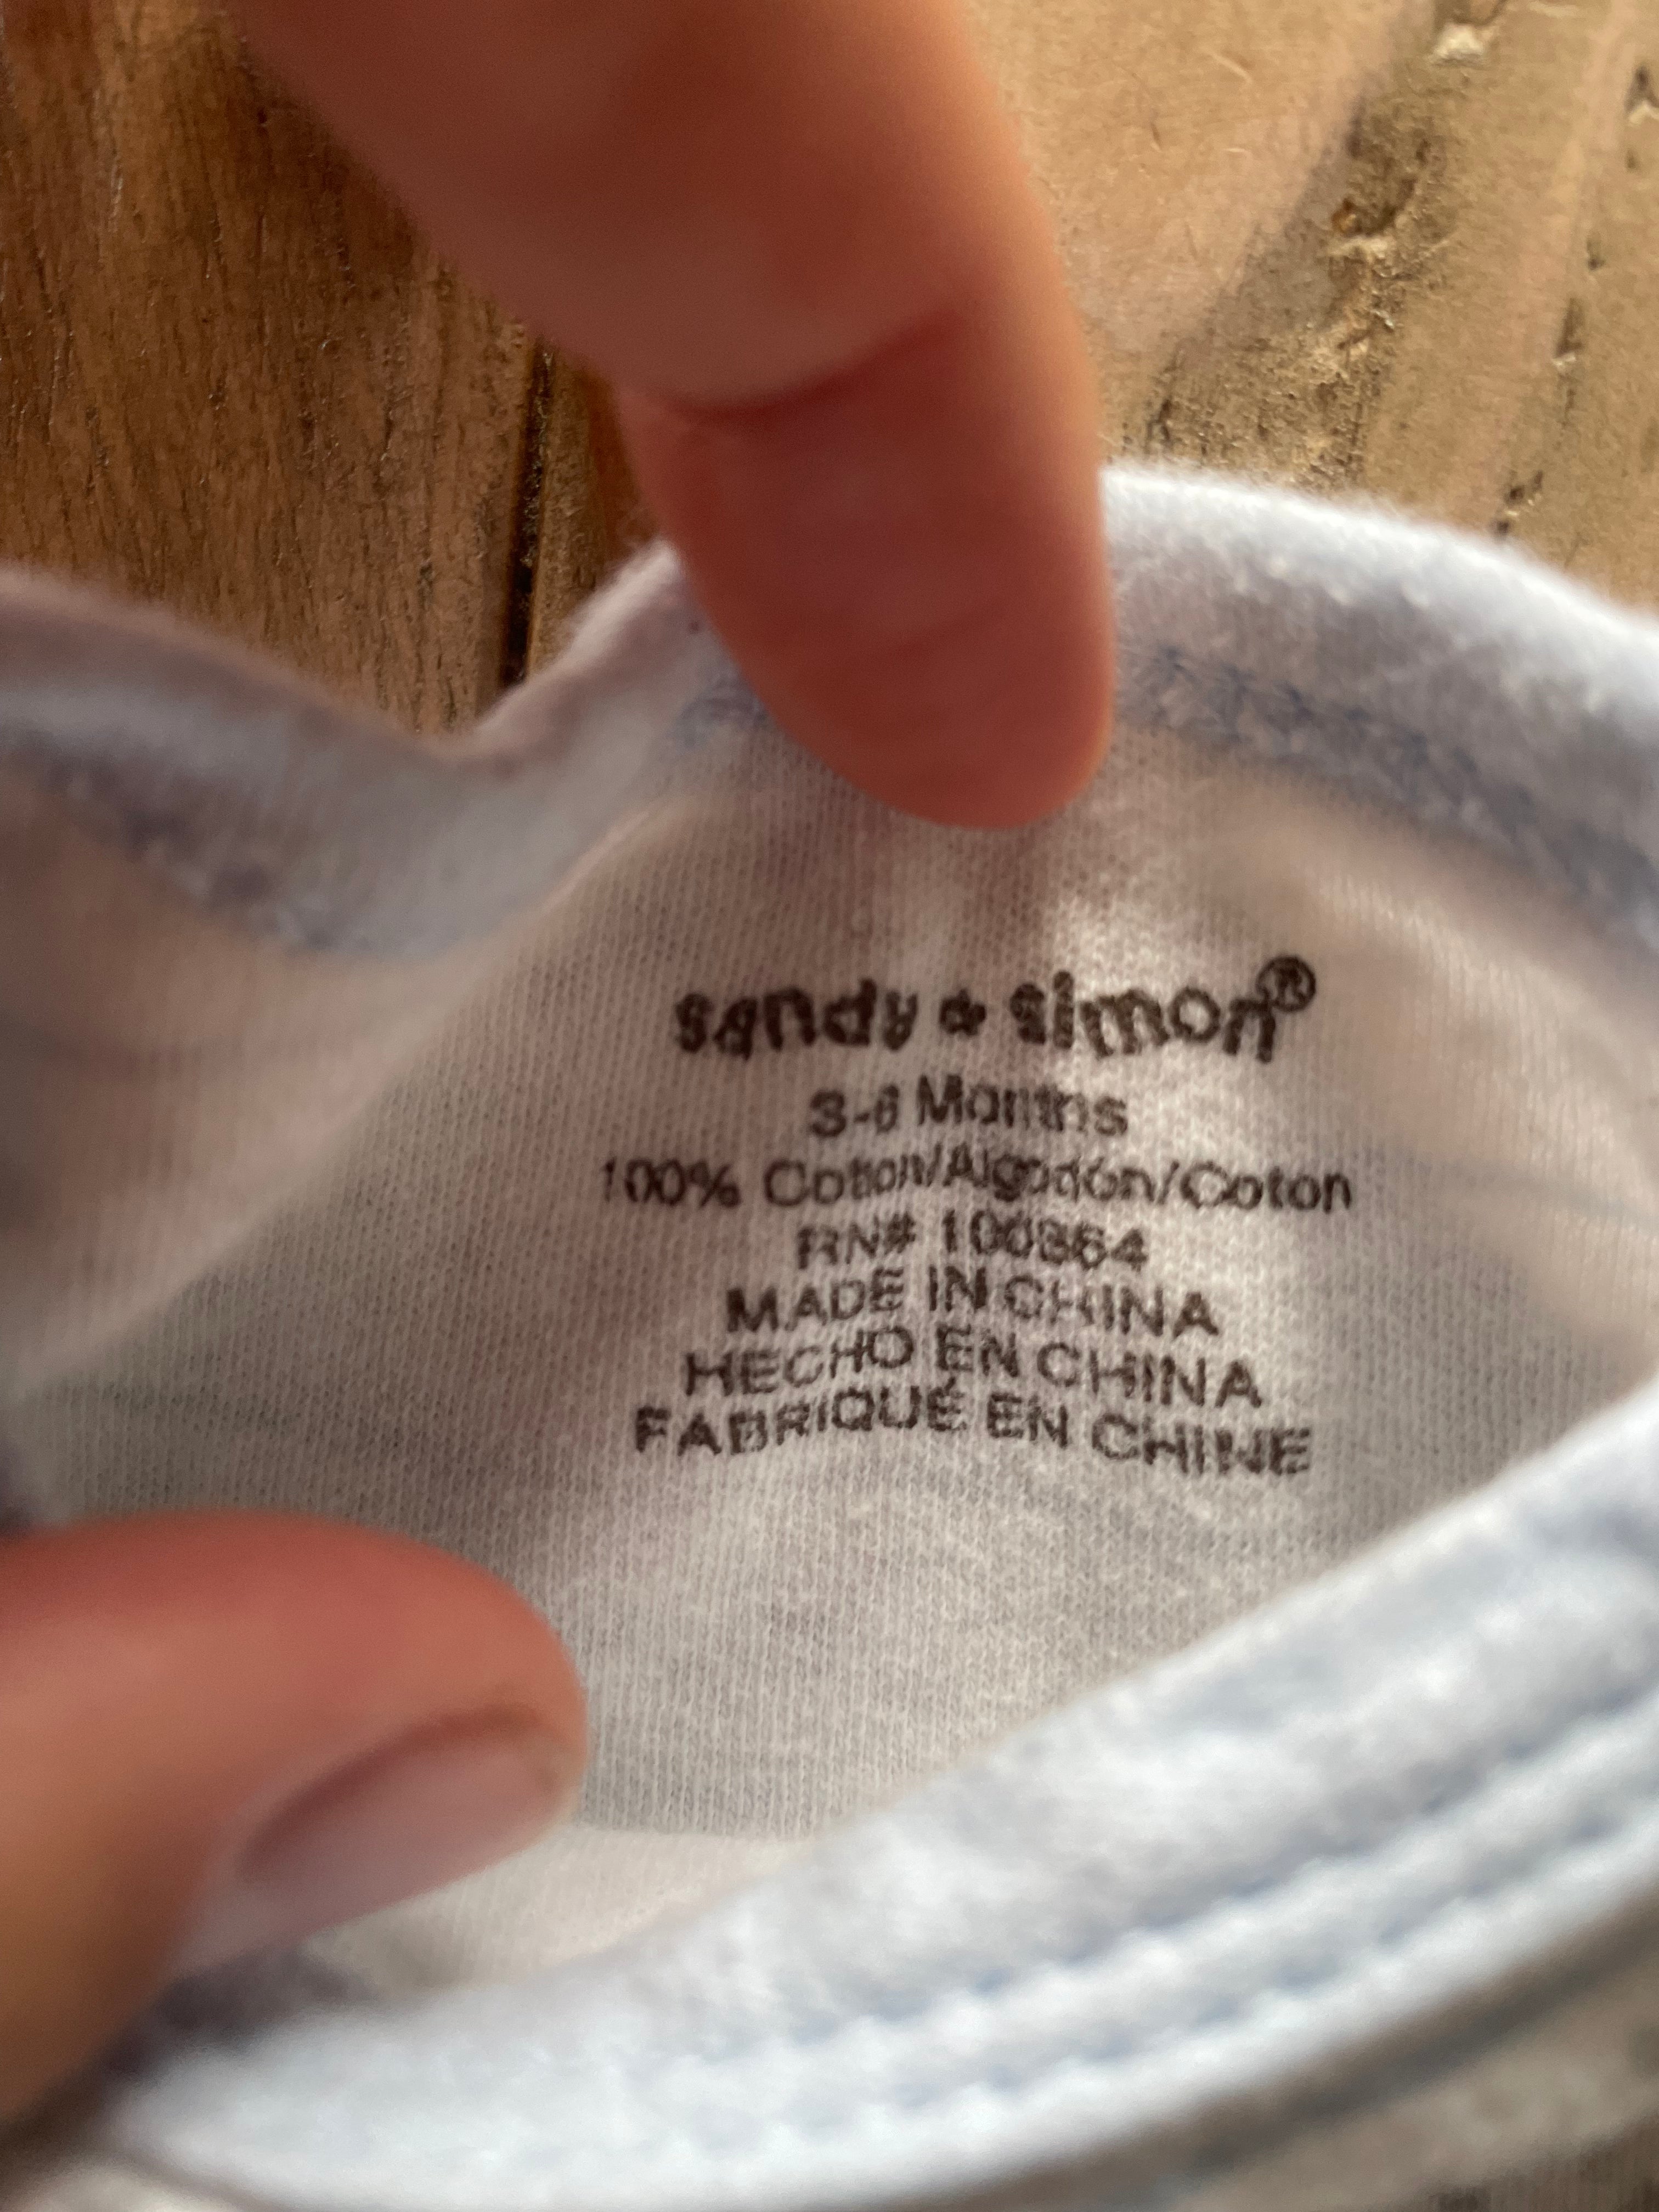 sandy + simon®
3-6 Months
100% Cotton/Algodón/Coton
RN# 100864
MADE IN CHINA
HECHO EN CHINA
FABRIQUÉ EN CHINE